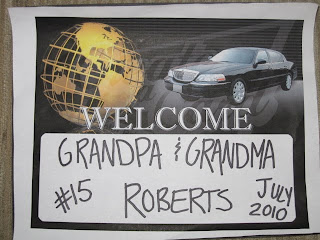 WELCOME
GRANDPA & GRANDMA
#15 ROBERTS JULY
2010